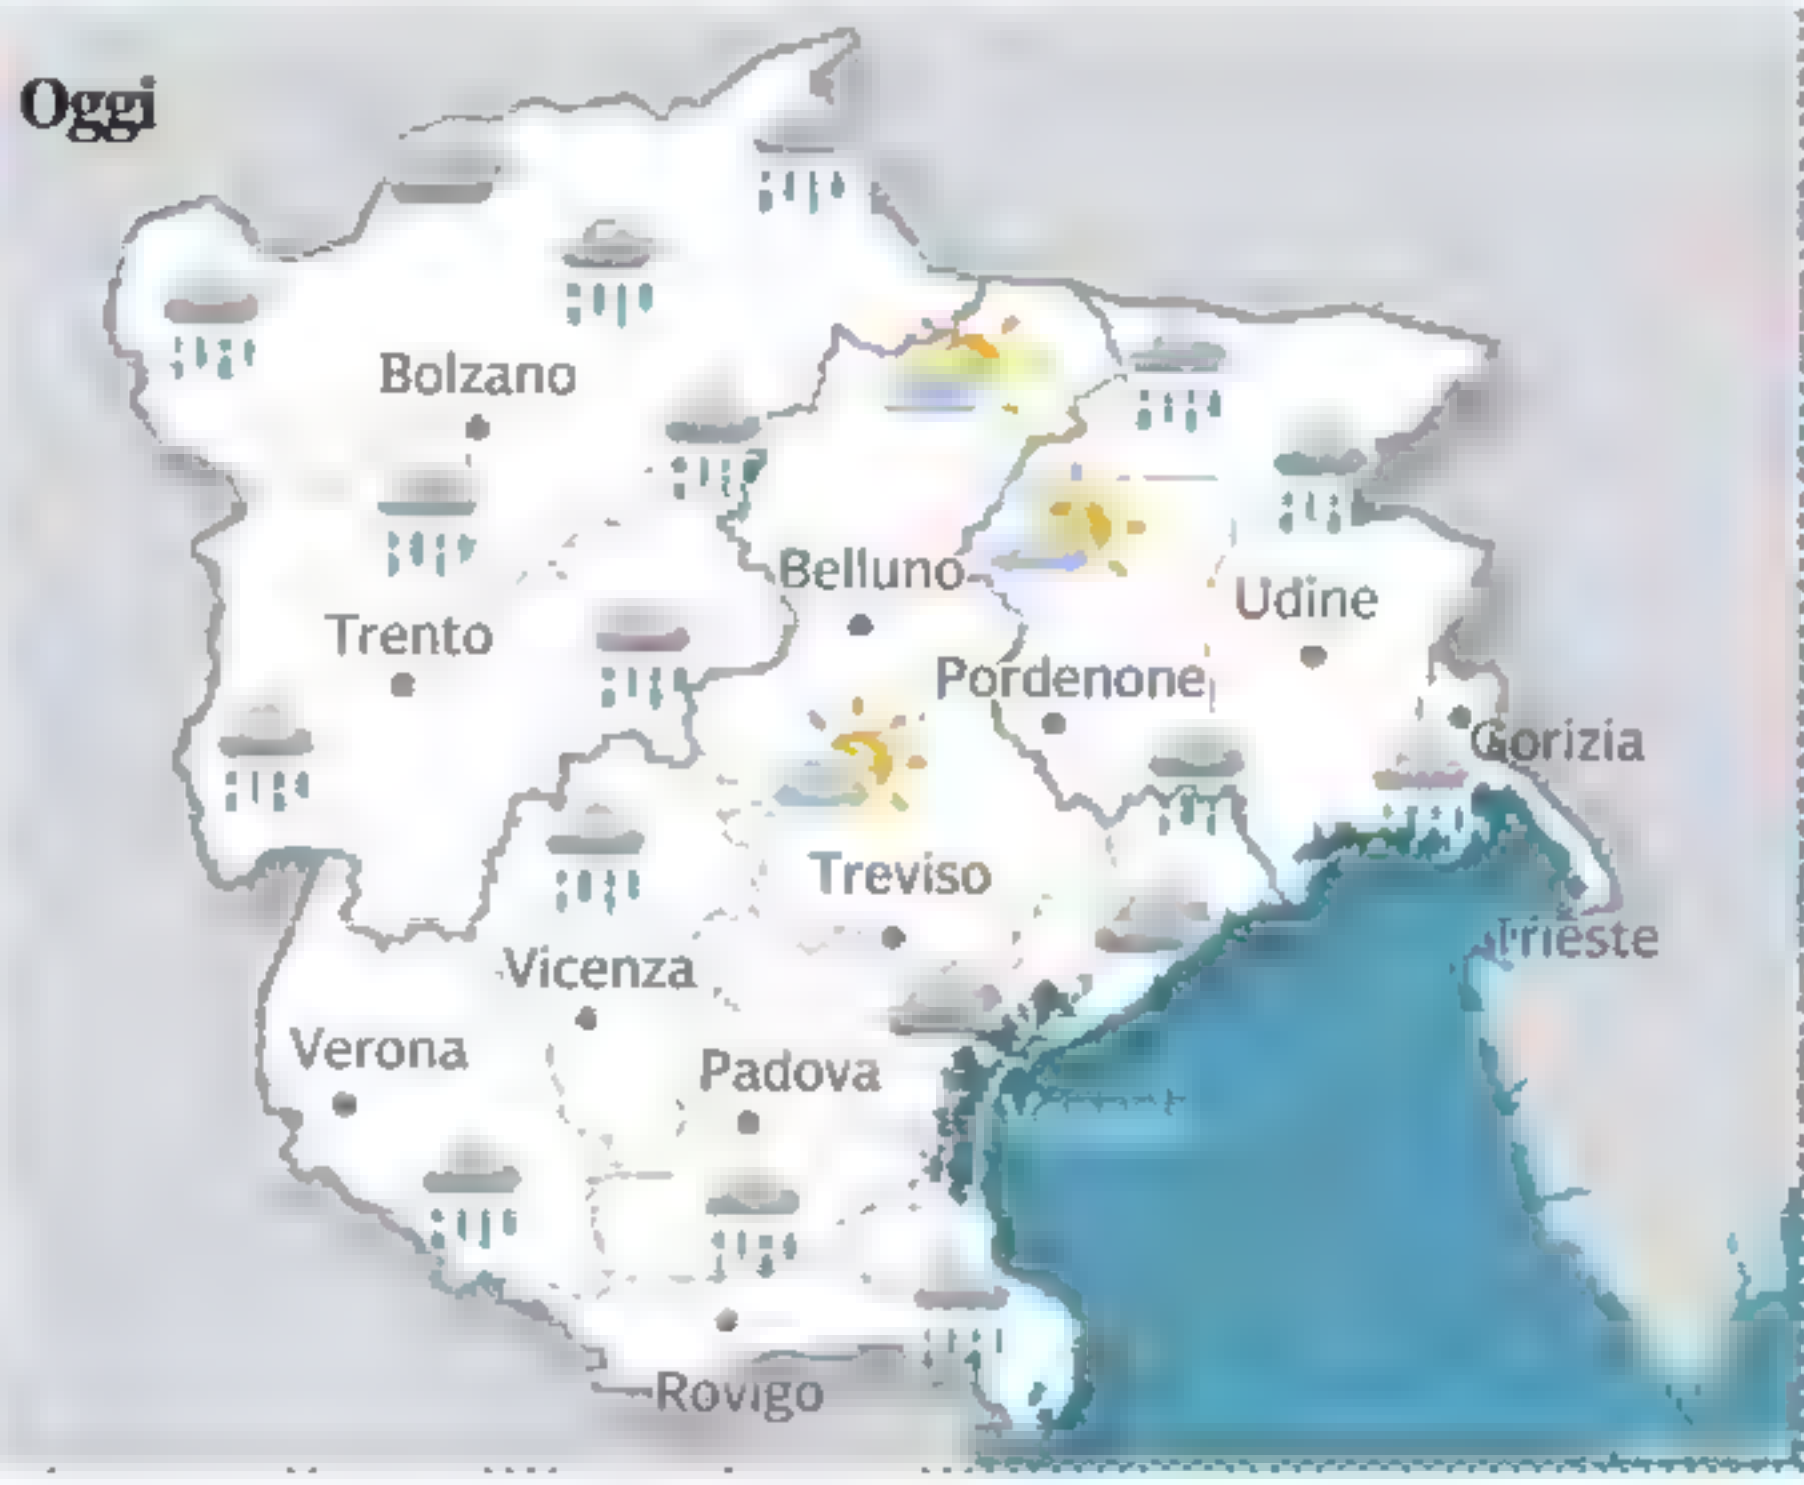 Oggi
Bolzano
Trento
Belluno
Udine
Pordenone
Gorizia
Treviso
Trieste
Vicenza
Verona
Padova
Rovigo